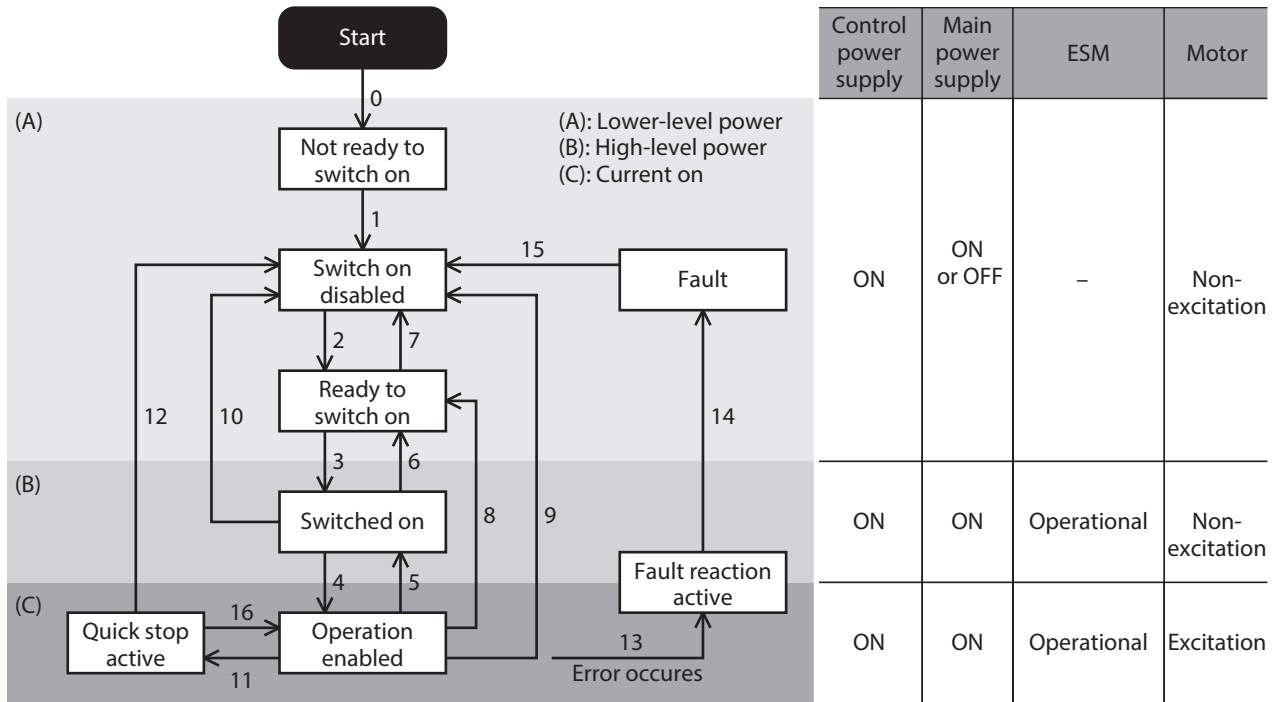 Start
0
(A)
(A): Lower-level power
(B): High-level power
(C): Current on
Not ready to
switch on
1
15
Switch on
disabled
Fault
2
7
Ready to
switch on
12
10
14
3
6
(B)
Switched on
8
9
4
5
Fault reaction
active
(C)
16
Quick stop
active
Operation
enabled
13
11
Error occures
Control
power
supply
Main
power
supply
ESM
Motor
ON
ON
or OFF
–
Non-
excitation
ON
ON
Operational
Non-
excitation
ON
ON
Operational
Excitation